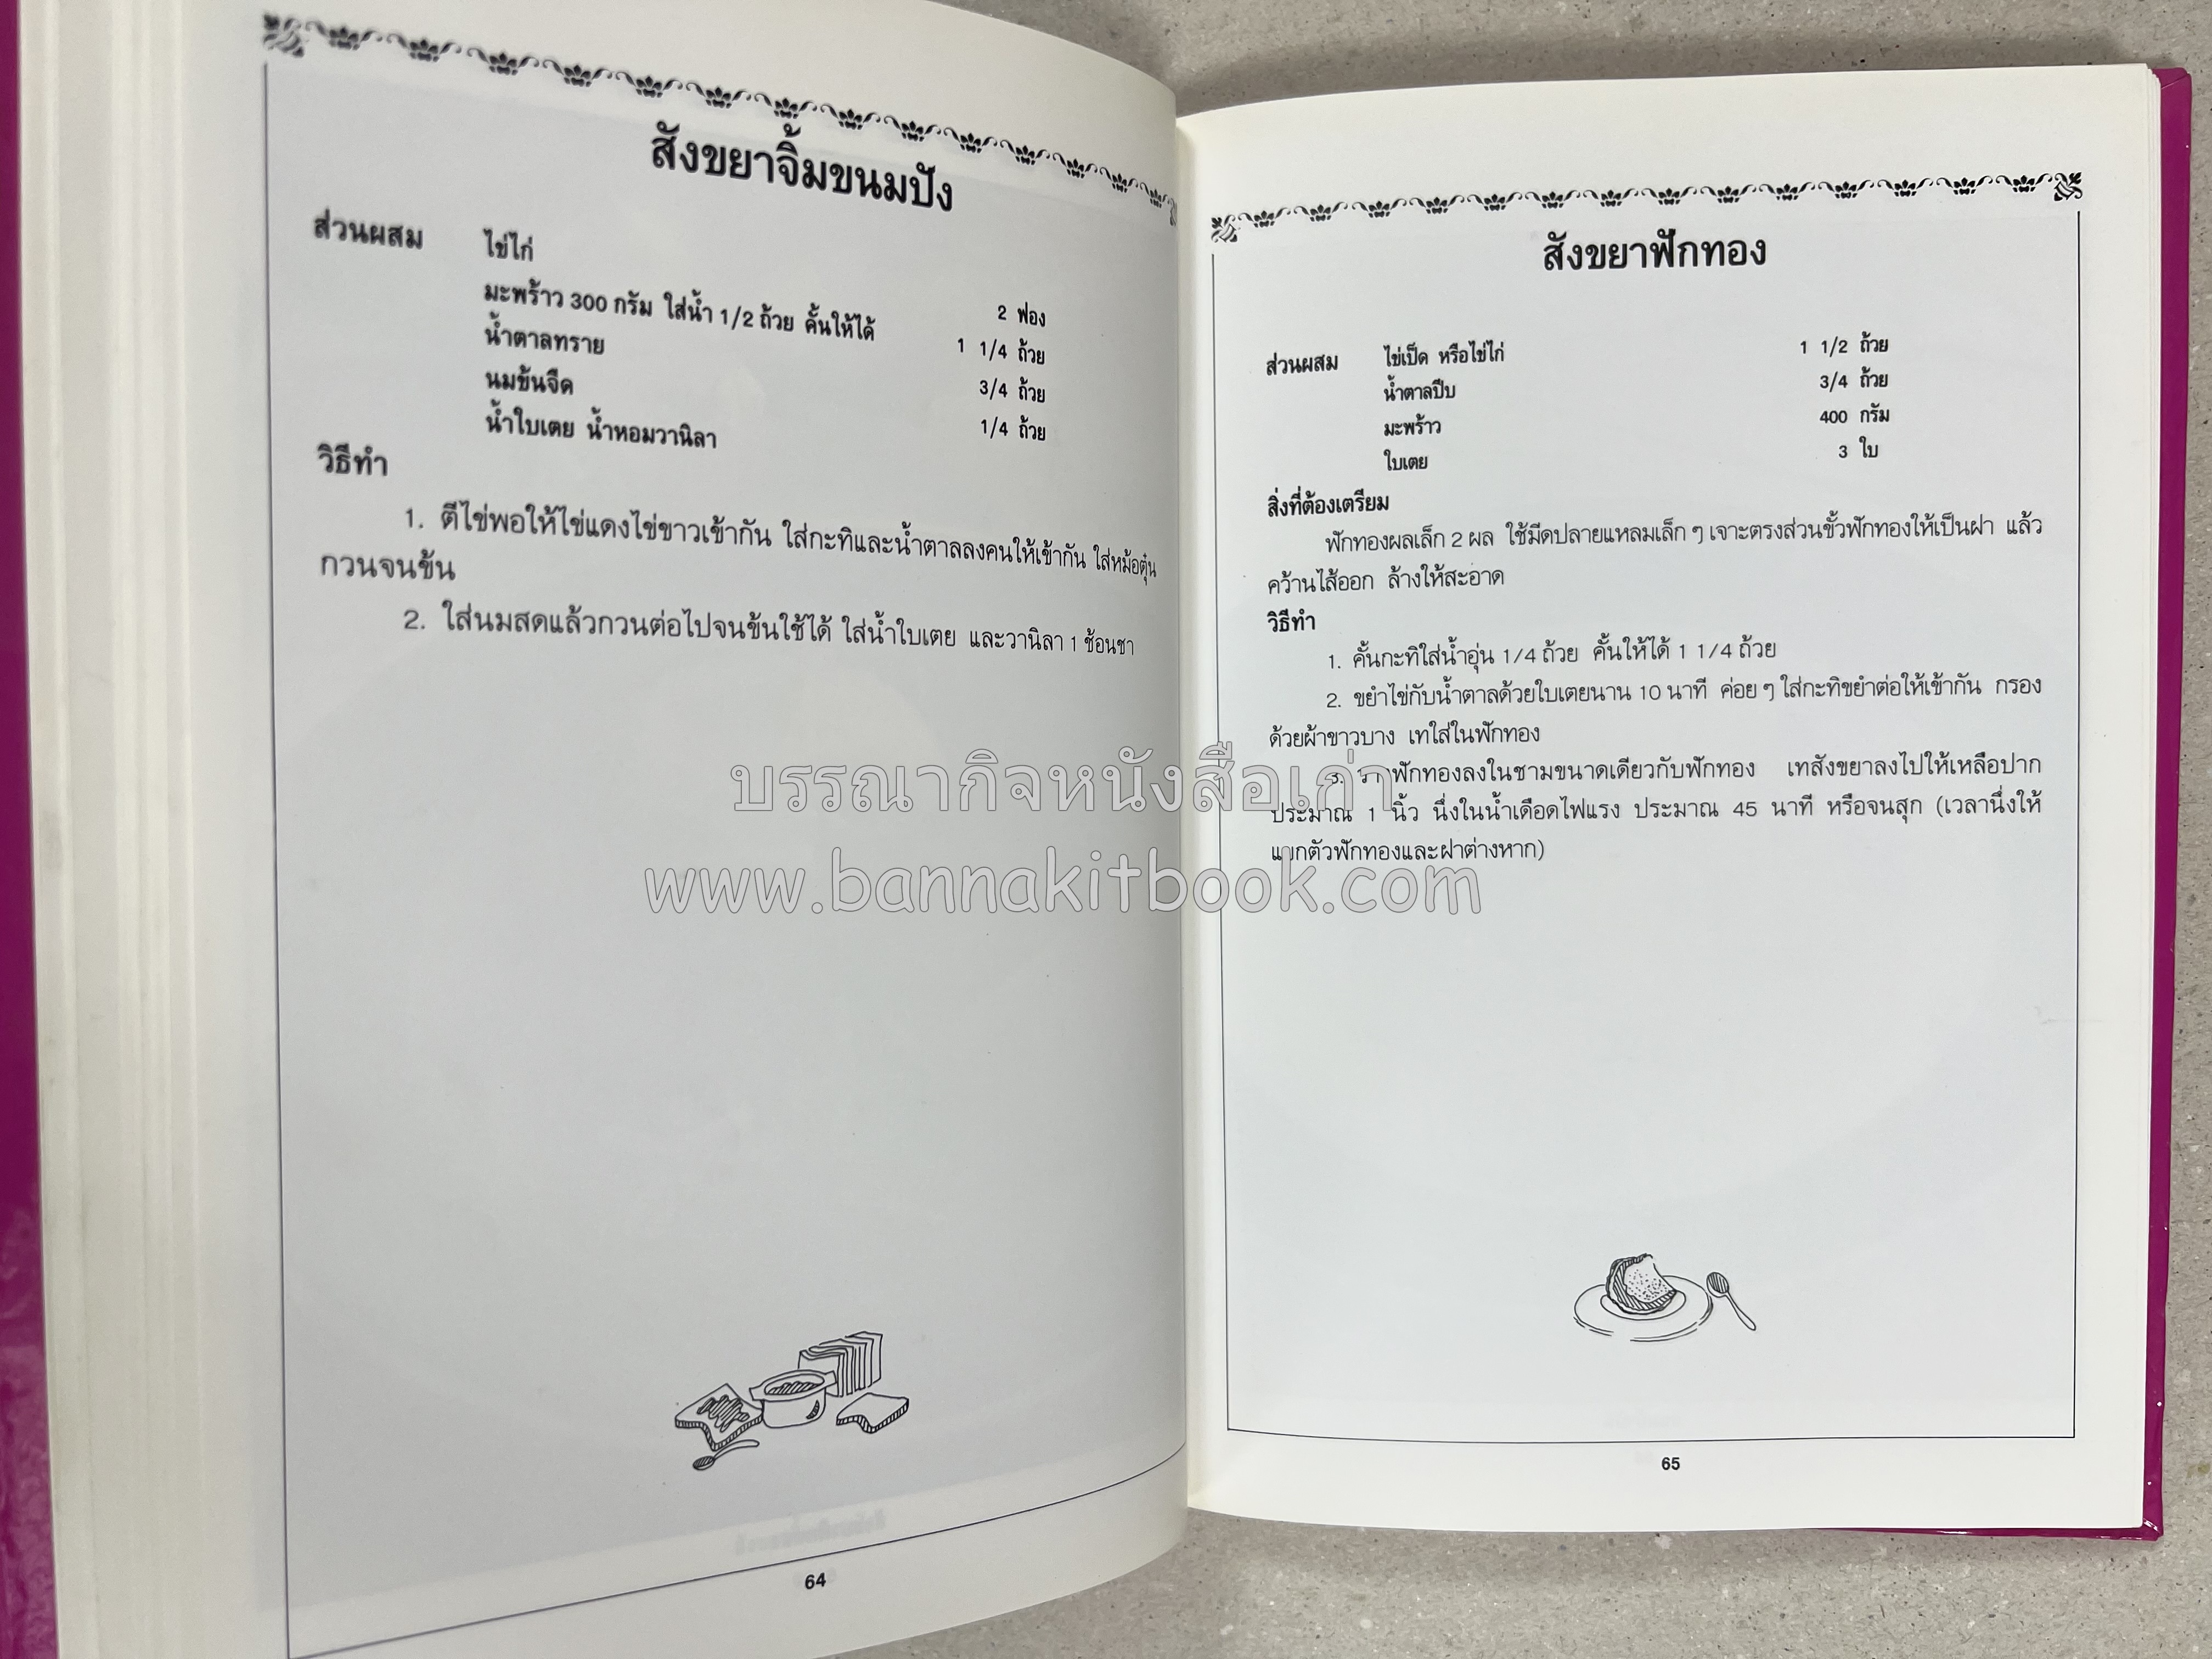 สังขยาจิ้มขนมปัง
ส่วนผสม ไข่ไก่ 2 ฟอง
มะพร้าว 300 กรัม ใส่น้ำ 1/2 ถ้วย คั้นให้ได้ 1 1/4 ถ้วย
น้ำตาลทราย 3/4 ถ้วย
นมข้นจืด 1/4 ถ้วย
น้ำใบเตย น้ำหอมวานิลา
วิธีทำ
1. ตีไข่พอให้ไข่แดงไข่ขาวเข้ากัน ใส่กะทิและน้ำตาลลงคนให้เข้ากัน ใส่หม้อตุ๋น
กวนจนข้น
2. ใส่นมสดแล้วกวนต่อไปจนข้นใช้ได้ ใส่น้ำใบเตย และวานิลา 1 ช้อนชา
64
สังขยาฟักทอง
ส่วนผสม ไข่เป็ด หรือไข่ไก่ 1 1/2 ถ้วย
น้ำตาลปีบ 3/4 ถ้วย
มะพร้าว 400 กรัม
ใบเตย 3 ใบ
สิ่งที่ต้องเตรียม
ฟักทองผลเล็ก 2 ผล ใช้มีดปลายแหลมเล็ก ๆ เจาะตรงส่วนขั้วฟักทองให้เป็นฝา แล้ว
คว้านไส้ออก ล้างให้สะอาด
วิธีทำ
1. คั้นกะทิใส่น้ำอุ่น 1/4 ถ้วย คั้นให้ได้ 1 1/4 ถ้วย
2. ขยำไข่กับน้ำตาลด้วยใบเตยนาน 10 นาที ค่อย ๆ ใส่กะทิขยำต่อให้เข้ากัน กรอง
ด้วยผ้าขาวบาง เทใส่ในฟักทอง
3. วางฟักทองลงในชามขนาดเดียวกับฟักทอง เทสังขยาลงไปให้เหลือปาก
ประมาณ 1 นิ้ว นึ่งในน้ำเดือดไฟแรง ประมาณ 45 นาที หรือจนสุก (เวลานึ่งให้
แยกตัวฟักทองและฝาต่างหาก)
65
บรรณากิจหนังสือเก่า
www.bannakitbook.com